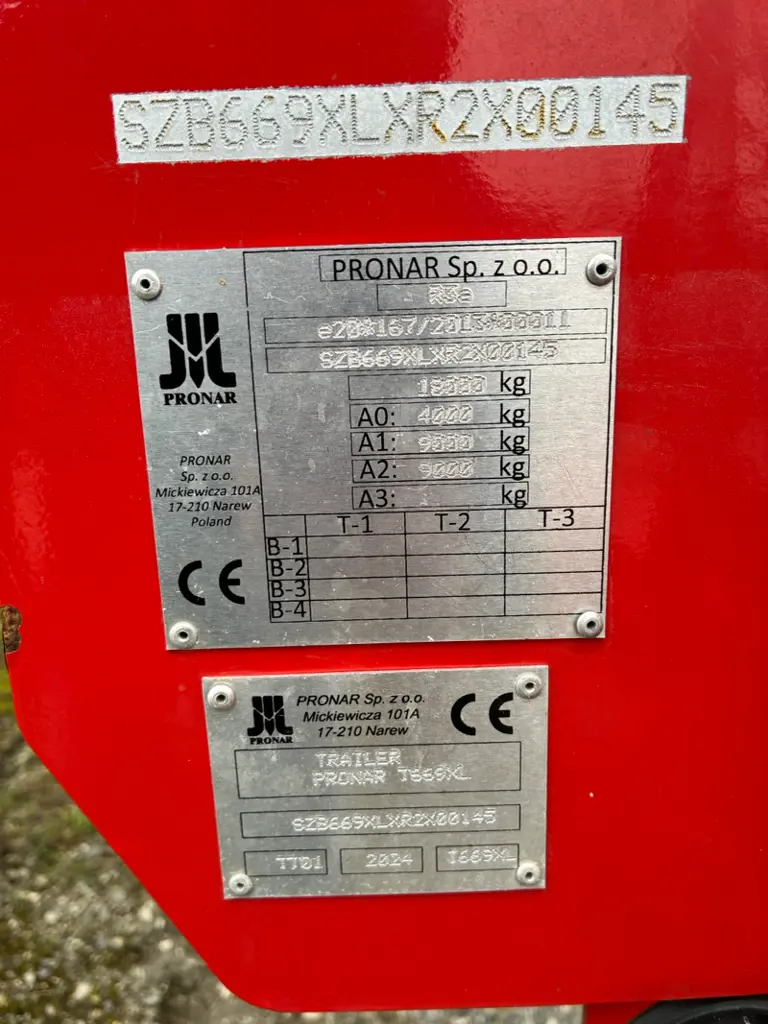 SZB669XLXR2X00145
PRONAR Sp. z o.o.
R3a
e20*167/2013*00011
SZB669XLXR2X00145
18000 kg
A0: 4000 kg
A1: 9000 kg
A2: 9000 kg
A3: kg
PRONAR
PRONAR
Sp. z o.o.
Mickiewicza 101A
17-210 Narew
Poland
CE
T-1 T-2 T-3
B-1
B-2
B-3
B-4
PRONAR
PRONAR Sp. z o.o.
Mickiewicza 101A
17-210 Narew
CE
TRAILER
PRONAR T669XL
SZB669XLXR2X00145
TT01 2024 T669XL